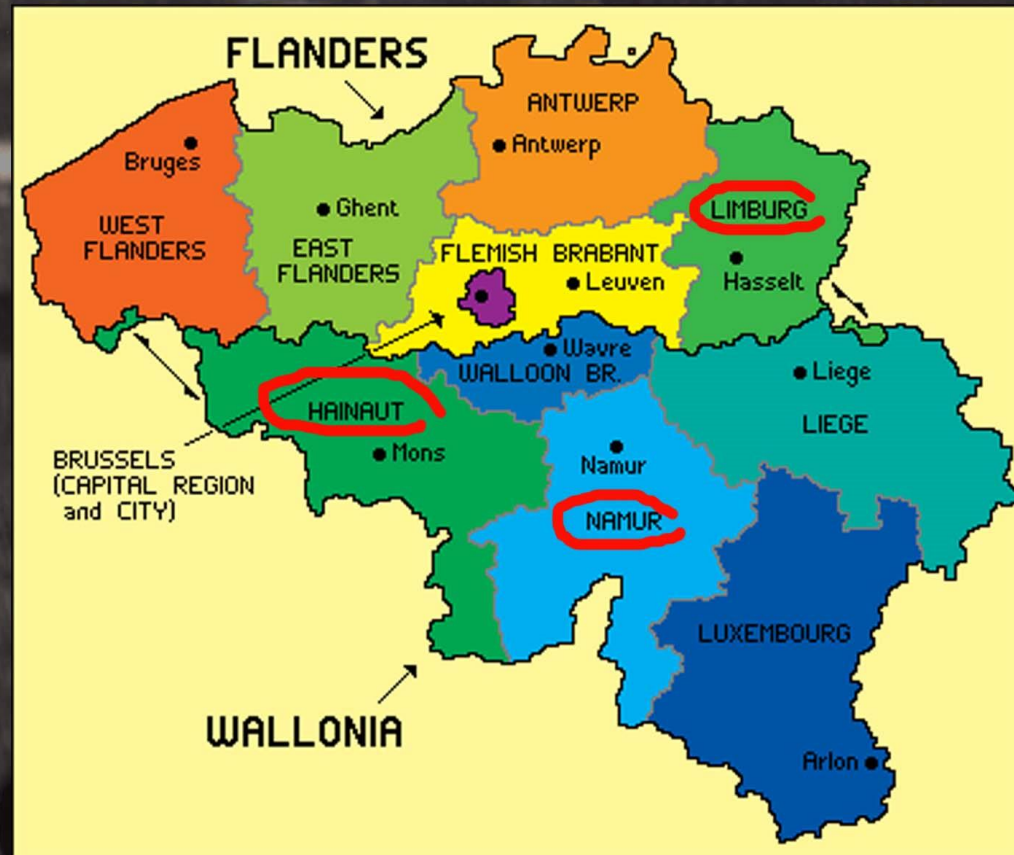 FLANDERS
ANTWERP
Antwerp
Bruges
WEST
FLANDERS
Ghent
EAST
FLANDERS
LIMBURG
Hasselt
FLEMISH BRABANT
Leuven
Wavre
WALLOON BR.
Liege
LIEGE
HAINAUT
Mons
BRUSSELS
(CAPITAL REGION
and CITY)
Namur
NAMUR
LUXEMBOURG
WALLONIA
Arlon